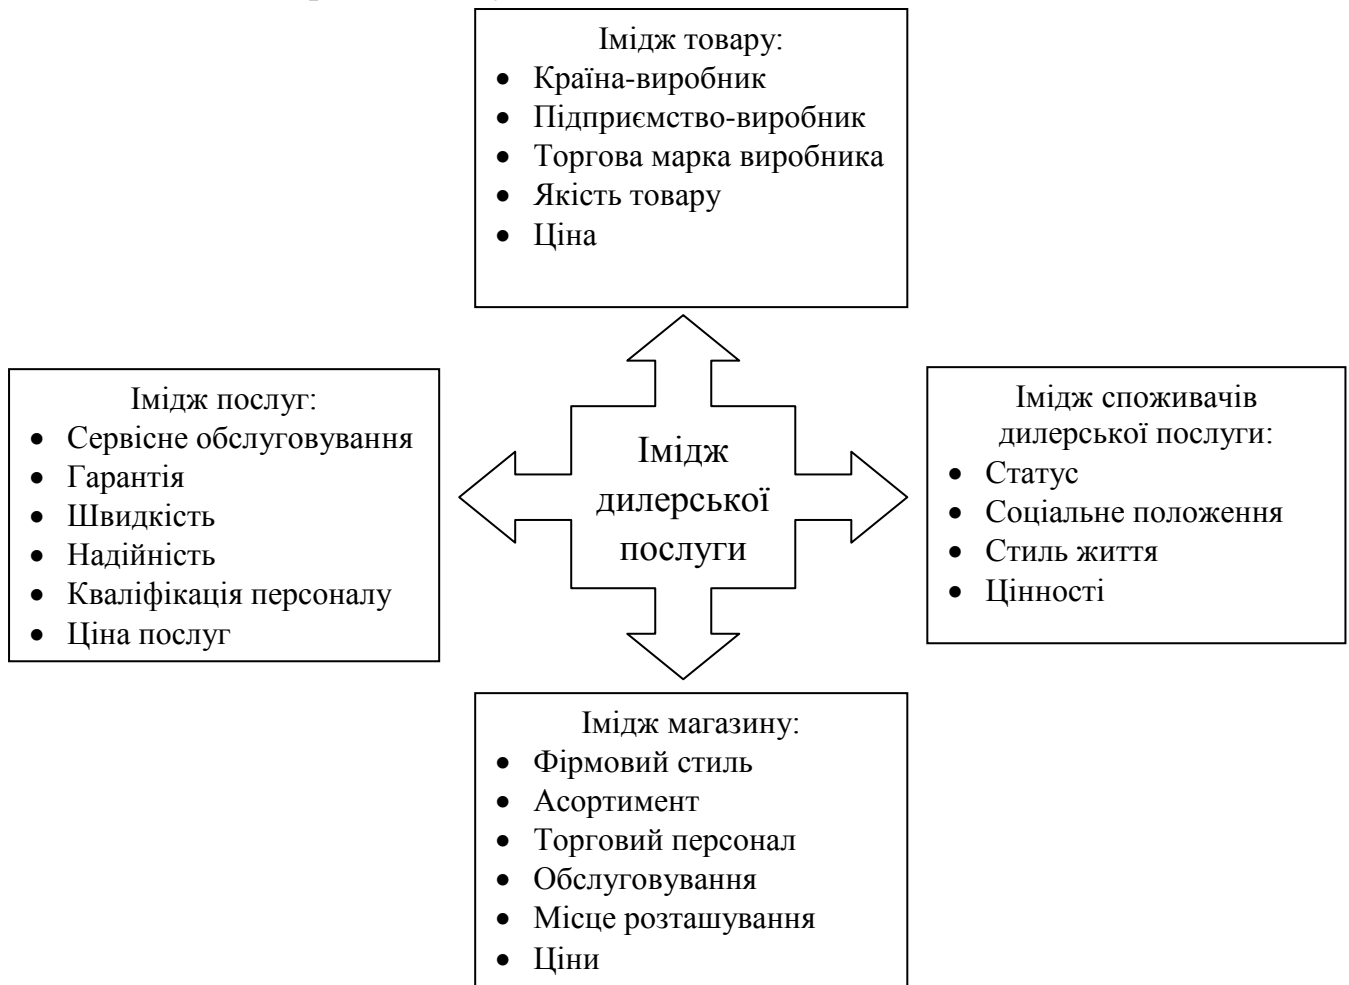 Імідж товару:
• Країна-виробник
• Підприємство-виробник
• Торгова марка виробника
• Якість товару
• Ціна
Імідж послуг:
• Сервісне обслуговування
• Гарантія
• Швидкість
• Надійність
• Кваліфікація персоналу
• Ціна послуг
Імідж
дилерської
послуги
Імідж споживачів
дилерської послуги:
• Статус
• Соціальне положення
• Стиль життя
• Цінності
Імідж магазину:
• Фірмовий стиль
• Асортимент
• Торговий персонал
• Обслуговування
• Місце розташування
• Ціни